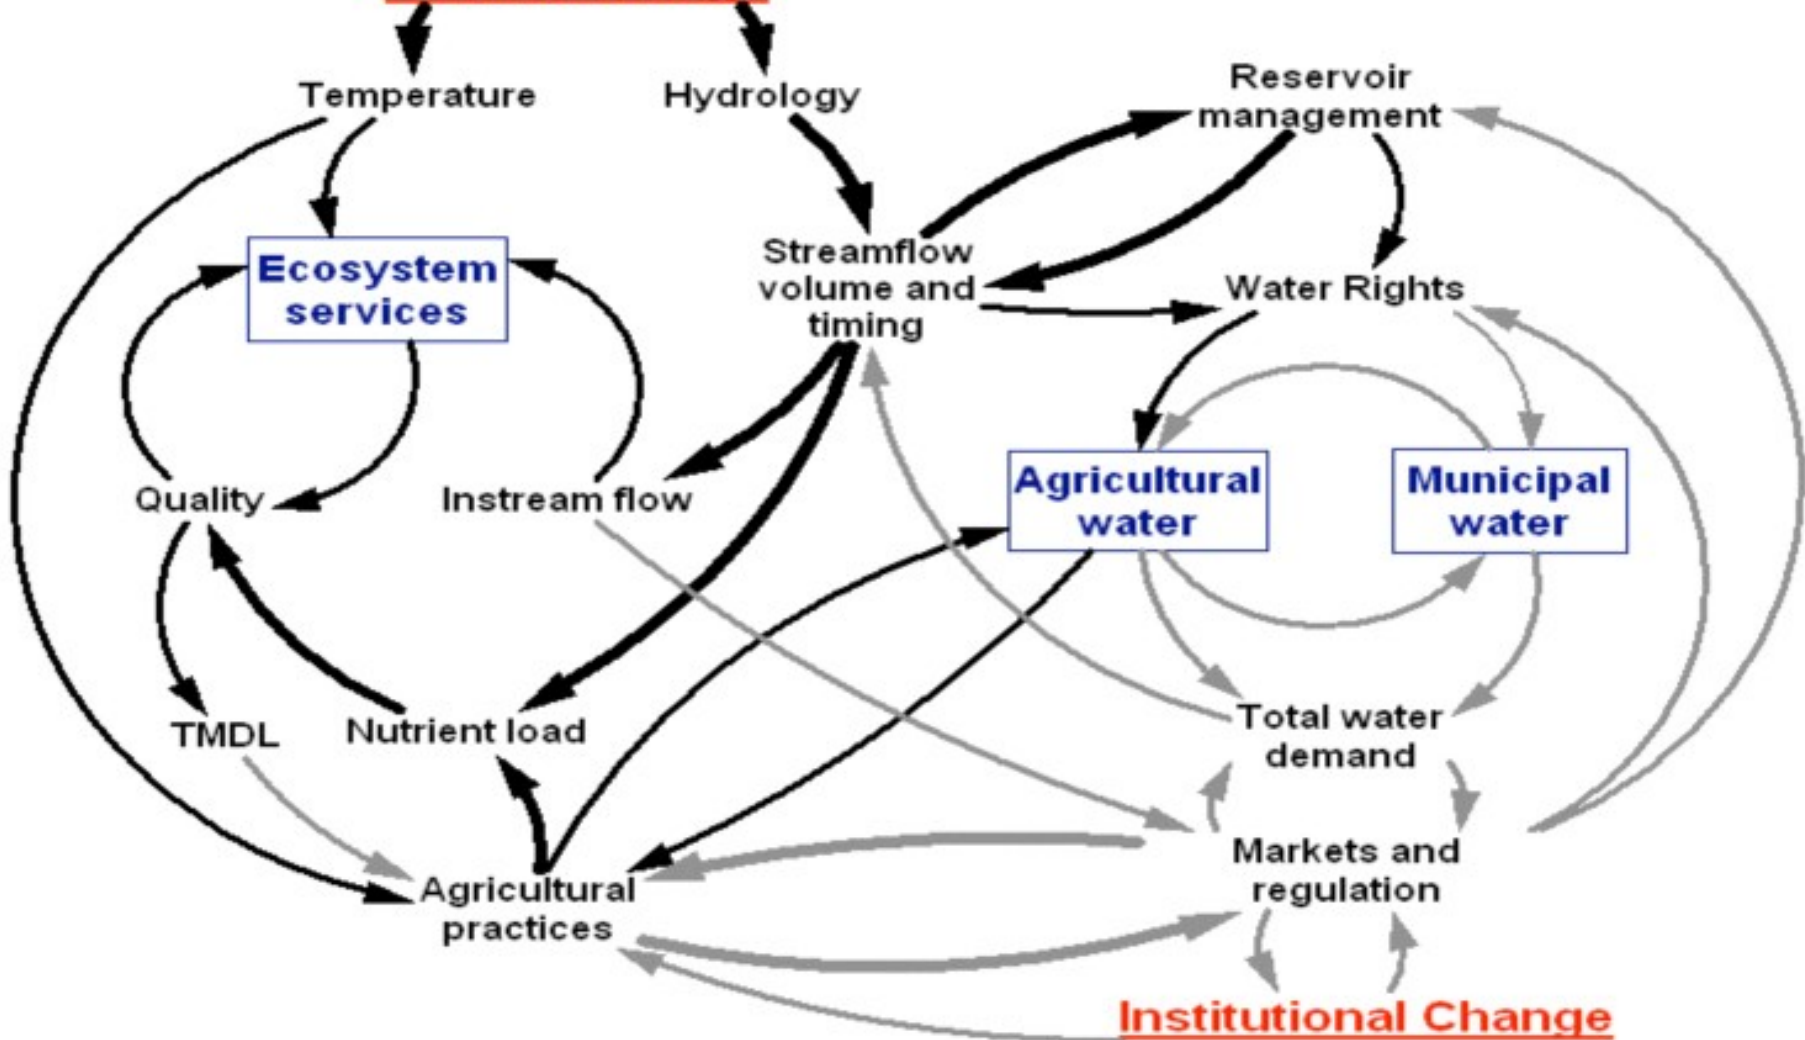 Temperature
Hydrology
Reservoir
management
Ecosystem
services
Streamflow
volume and
timing
Water Rights
Quality
Instream flow
Agricultural
water
Municipal
water
TMDL
Nutrient load
Total water
demand
Markets and
regulation
Agricultural
practices
Institutional Change